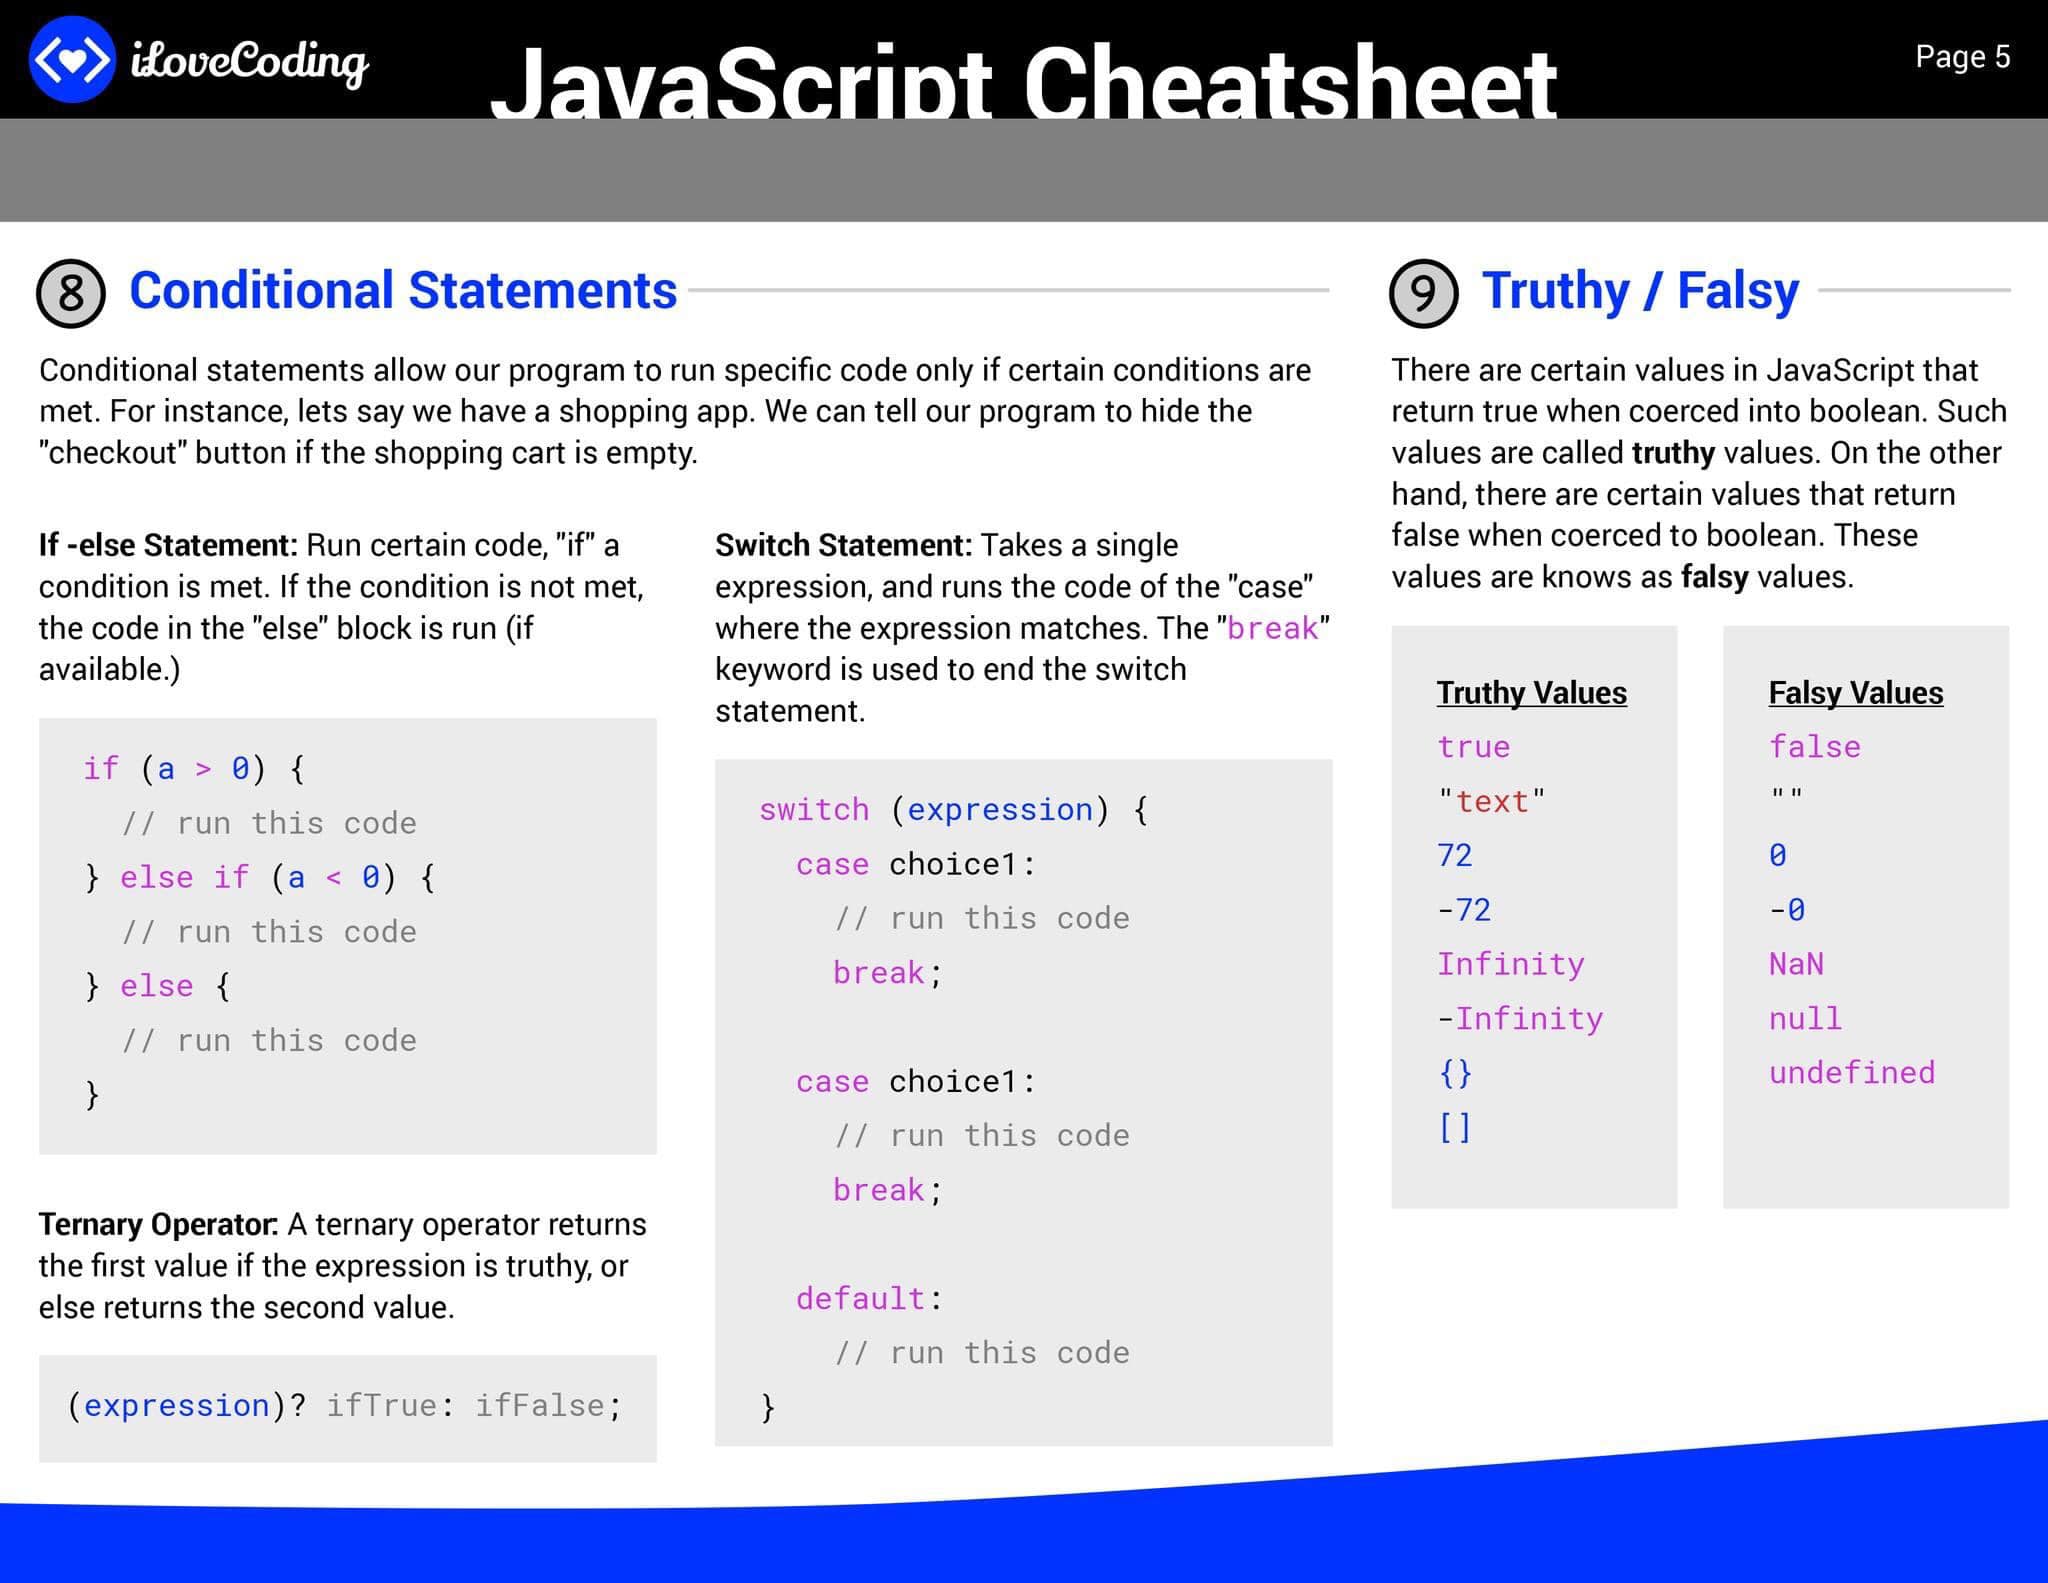 iLoveCoding
JavaScript Cheatsheet
Page 5
8 Conditional Statements
Conditional statements allow our program to run specific code only if certain conditions are
met. For instance, lets say we have a shopping app. We can tell our program to hide the
"checkout" button if the shopping cart is empty.
If -else Statement: Run certain code, "if" a
condition is met. If the condition is not met,
the code in the "else" block is run (if
available.)
if (a > 0) {
  // run this code
} else if (a < 0) {
  // run this code
} else {
  // run this code
}
Ternary Operator: A ternary operator returns
the first value if the expression is truthy, or
else returns the second value.
(expression)? ifTrue: ifFalse;
Switch Statement: Takes a single
expression, and runs the code of the "case"
where the expression matches. The "break"
keyword is used to end the switch
statement.
switch (expression) {
  case choice1:
    // run this code
    break;
  case choice1:
    // run this code
    break;
  default:
    // run this code
}
9 Truthy / Falsy
There are certain values in JavaScript that
return true when coerced into boolean. Such
values are called truthy values. On the other
hand, there are certain values that return
false when coerced to boolean. These
values are knows as falsy values.
Truthy Values
true
"text"
72
-72
Infinity
-Infinity
{}
[]
Falsy Values
false
""
0
-0
NaN
null
undefined